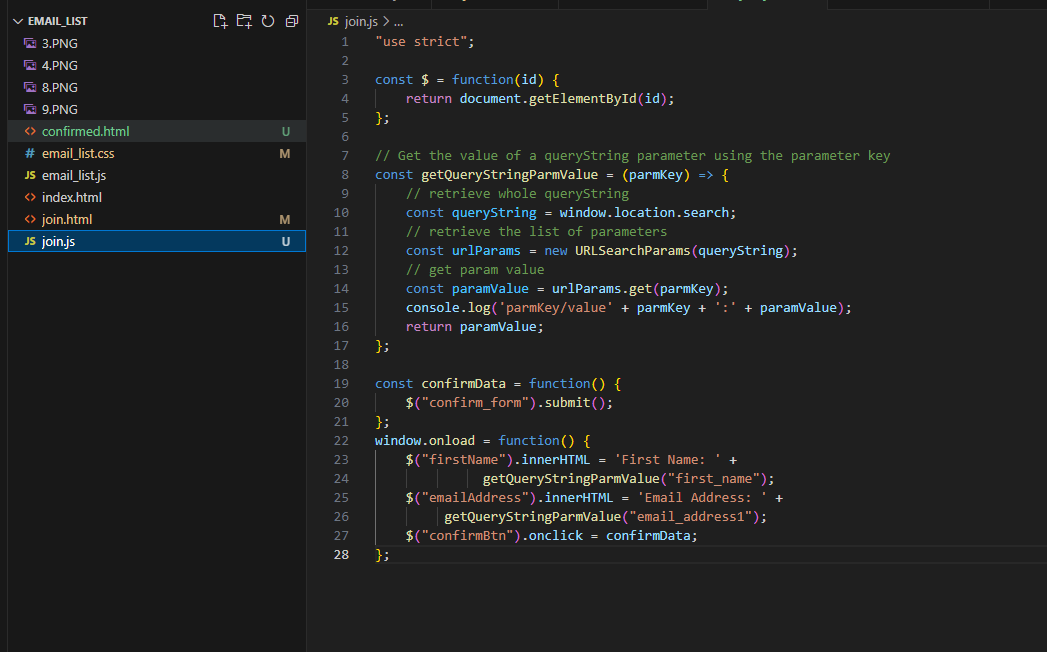 EMAIL_LIST
3.PNG
4.PNG
8.PNG
9.PNG
<> confirmed.html U
# email_list.css M
JS email_list.js
<> index.html
<> join.html M
JS join.js U
JS join.js > ...
1 "use strict";
2
3 const $ = function(id) {
4     return document.getElementById(id);
5 };
6
7 // Get the value of a queryString parameter using the parameter key
8 const getQueryStringParmValue = (parmKey) => {
9     // retrieve whole queryString
10     const queryString = window.location.search;
11     // retrieve the list of parameters
12     const urlParams = new URLSearchParams(queryString);
13     // get param value
14     const paramValue = urlParams.get(parmKey);
15     console.log('parmKey/value' + parmKey + ':' + paramValue);
16     return paramValue;
17 };
18
19 const confirmData = function() {
20     $("confirm_form").submit();
21 };
22 window.onload = function() {
23     $("firstName").innerHTML = 'First Name: ' +
24               getQueryStringParmValue("first_name");
25     $("emailAddress").innerHTML = 'Email Address: ' +
26          getQueryStringParmValue("email_address1");
27     $("confirmBtn").onclick = confirmData;
28 };